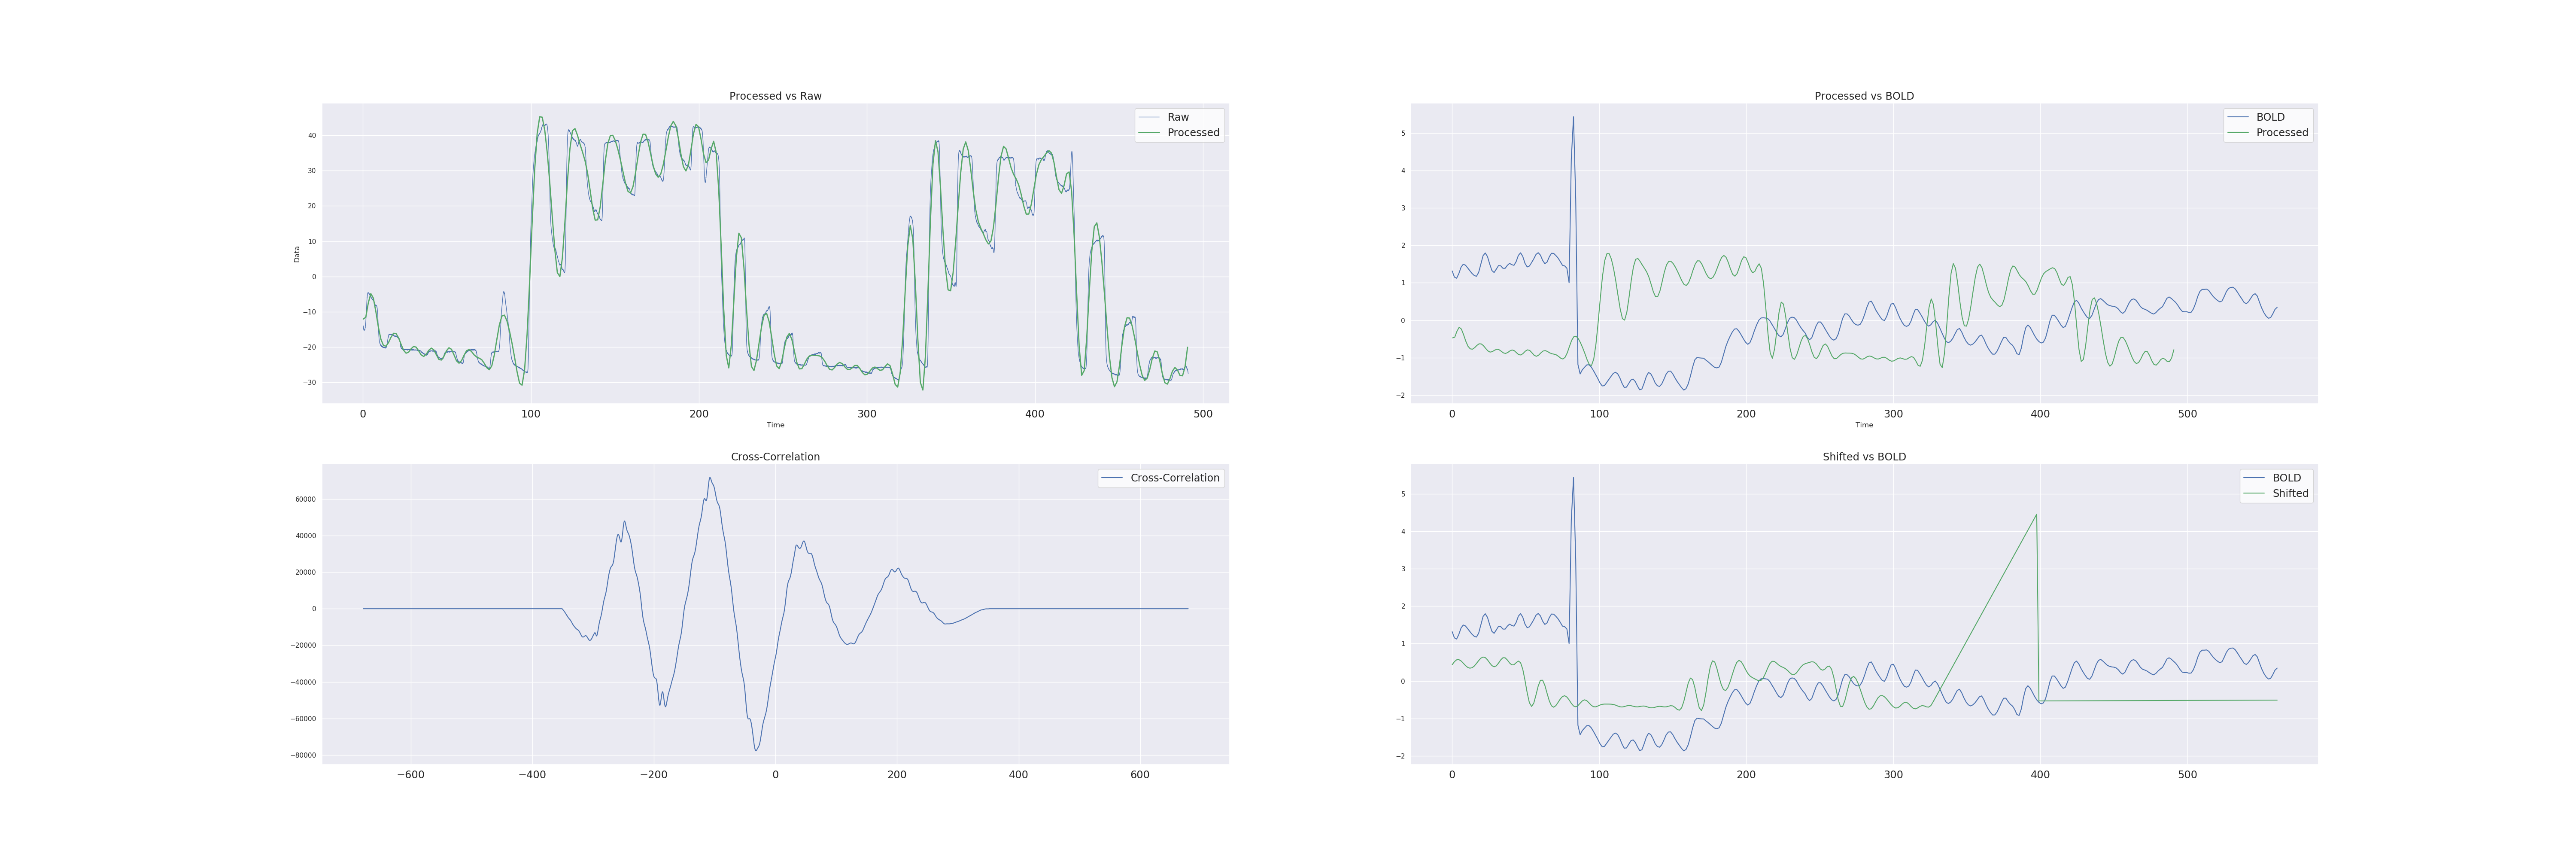 Processed vs Raw
Raw
Processed
Data
40
30
20
10
0
−10
−20
−30
0 100 200 300 400 500
Time
Processed vs BOLD
BOLD
Processed
5
4
3
2
1
0
−1
−2
0 100 200 300 400 500
Time
Cross-Correlation
Cross-Correlation
60000
40000
20000
0
−20000
−40000
−60000
−80000
−600 −400 −200 0 200 400 600
Shifted vs BOLD
BOLD
Shifted
5
4
3
2
1
0
−1
−2
0 100 200 300 400 500